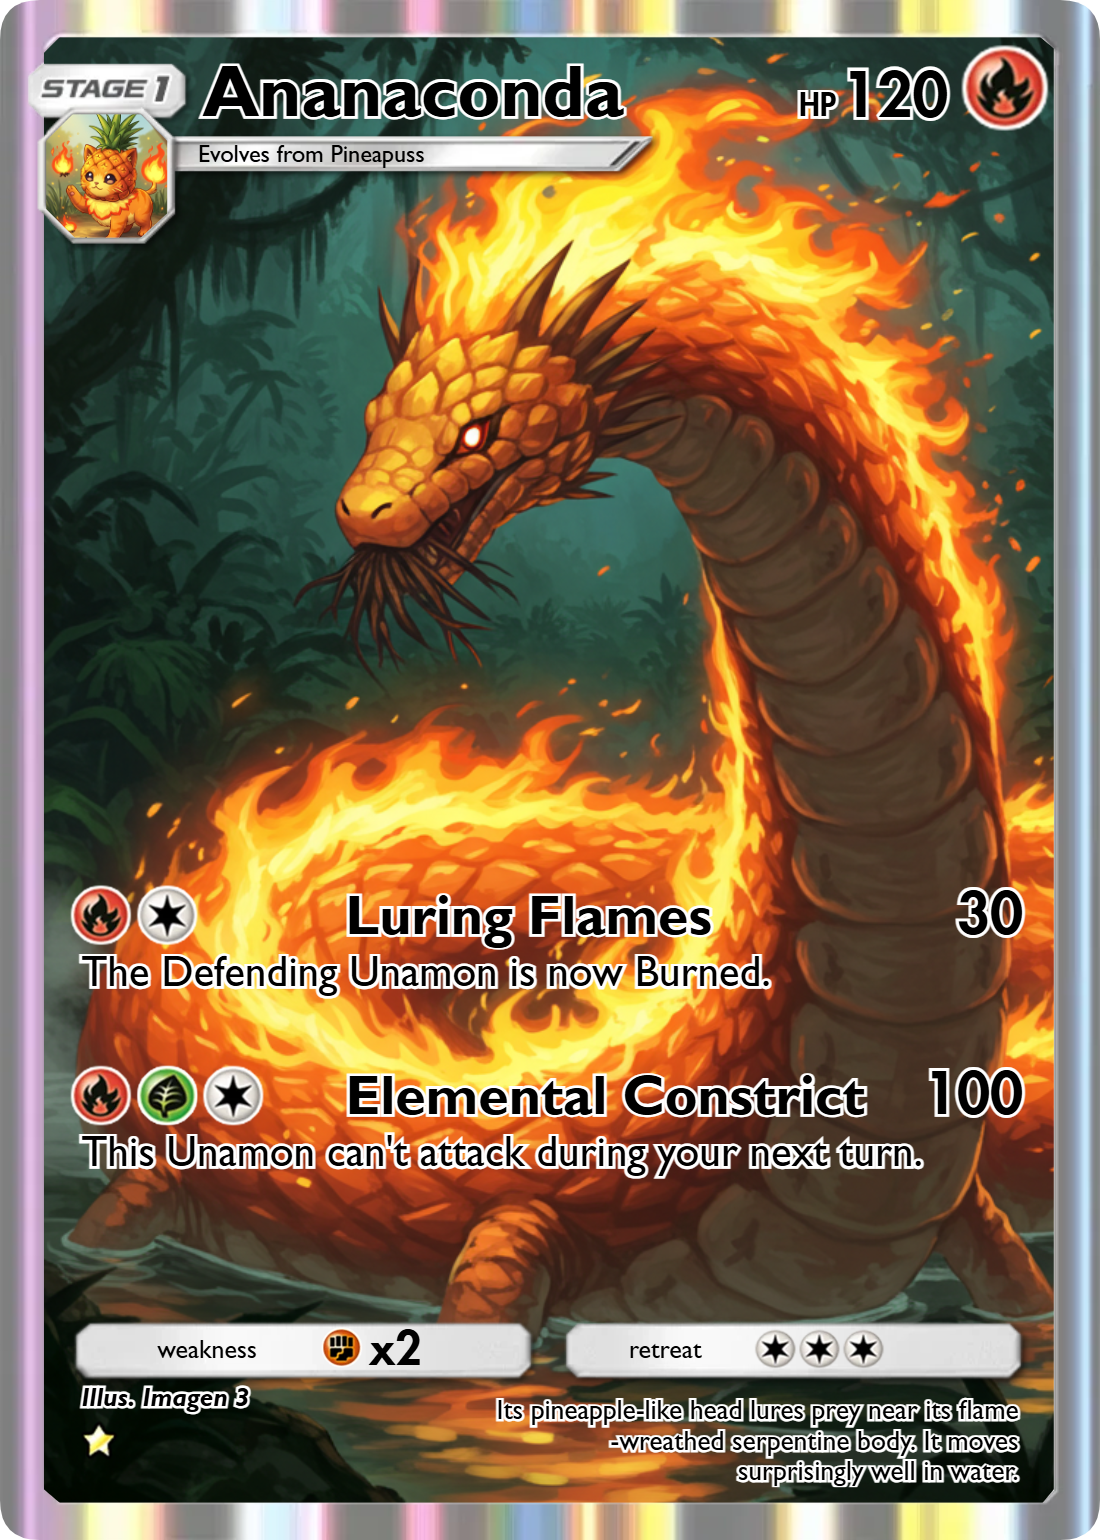 STAGE 1
Ananaconda
HP 120
Evolves from Pineapuss
Luring Flames 30
The Defending Unamon is now Burned.
Elemental Constrict 100
This Unamon can't attack during your next turn.
weakness x2
retreat
Illus. Imagen 3
Its pineapple-like head lures prey near its flame
-wreathed serpentine body. It moves
surprisingly well in water.